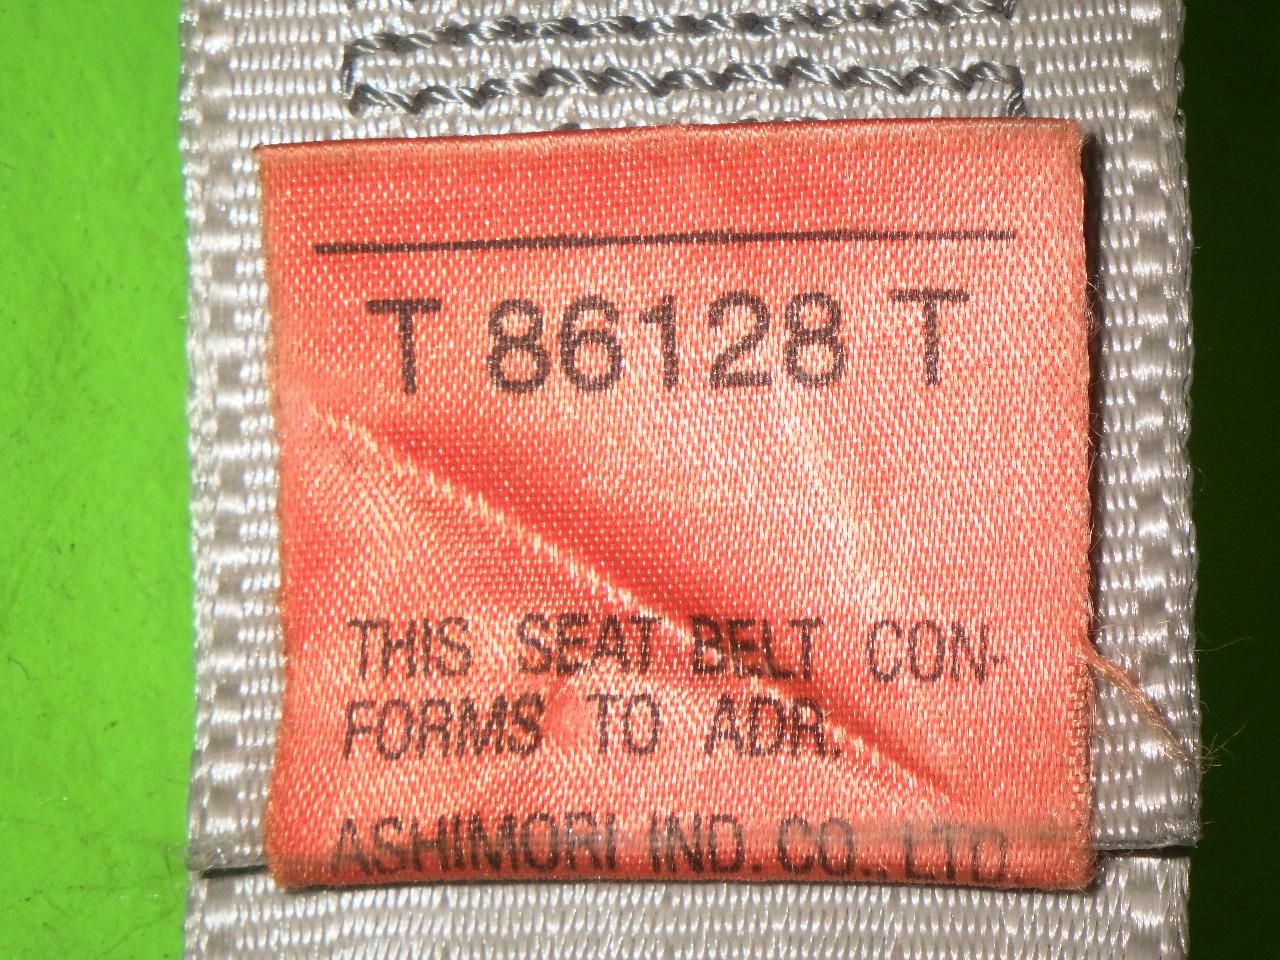 T 86128 T
THIS SEAT BELT CON-
FORMS TO ADR.
ASHIMORI IND. CO., LTD